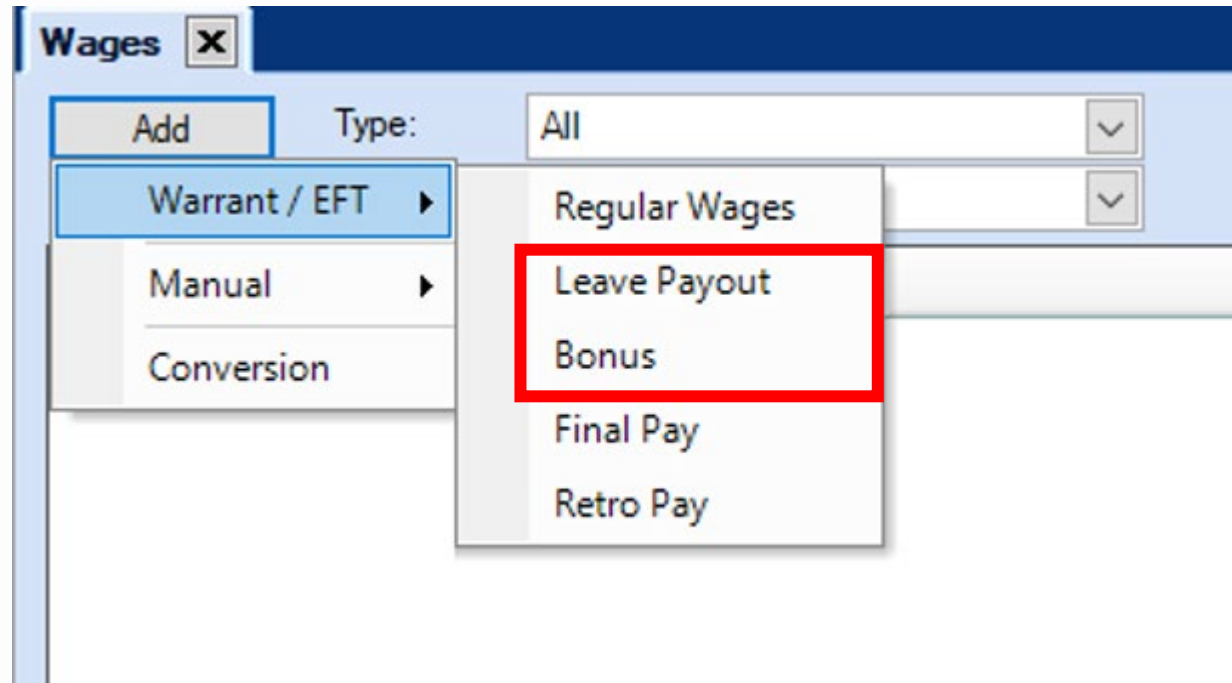 Wages
Add Type: All
Warrant / EFT
Manual
Conversion
Regular Wages
Leave Payout
Bonus
Final Pay
Retro Pay